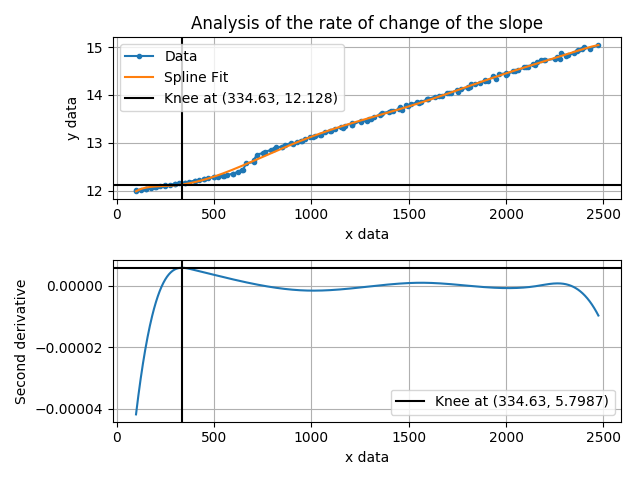 Analysis of the rate of change of the slope
15
14
13
12
y data
Data
Spline Fit
Knee at (334.63, 12.128)
0 500 1000 1500 2000 2500
x data
0.00000
−0.00002
−0.00004
Second derivative
Knee at (334.63, 5.7987)
0 500 1000 1500 2000 2500
x data